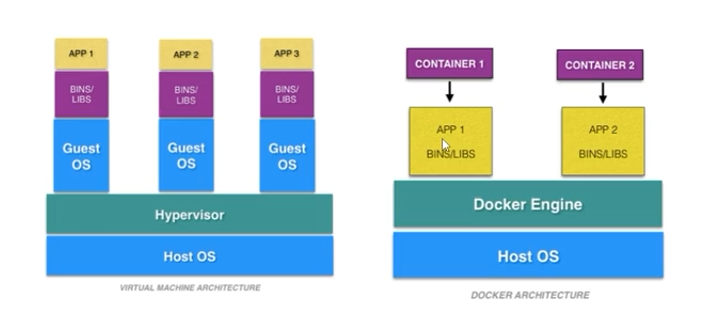 APP 1
APP 2
APP 3
BINS/
LIBS
BINS/
LIBS
BINS/
LIBS
Guest
OS
Guest
OS
Guest
OS
Hypervisor
Host OS
VIRTUAL MACHINE ARCHITECTURE
CONTAINER 1
CONTAINER 2
APP 1
BINS/LIBS
APP 2
BINS/LIBS
Docker Engine
Host OS
DOCKER ARCHITECTURE